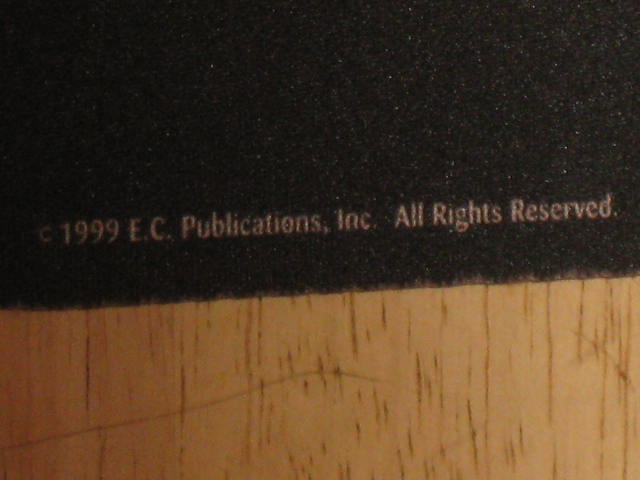 c 1999 E.C. Publications, Inc. All Rights Reserved.